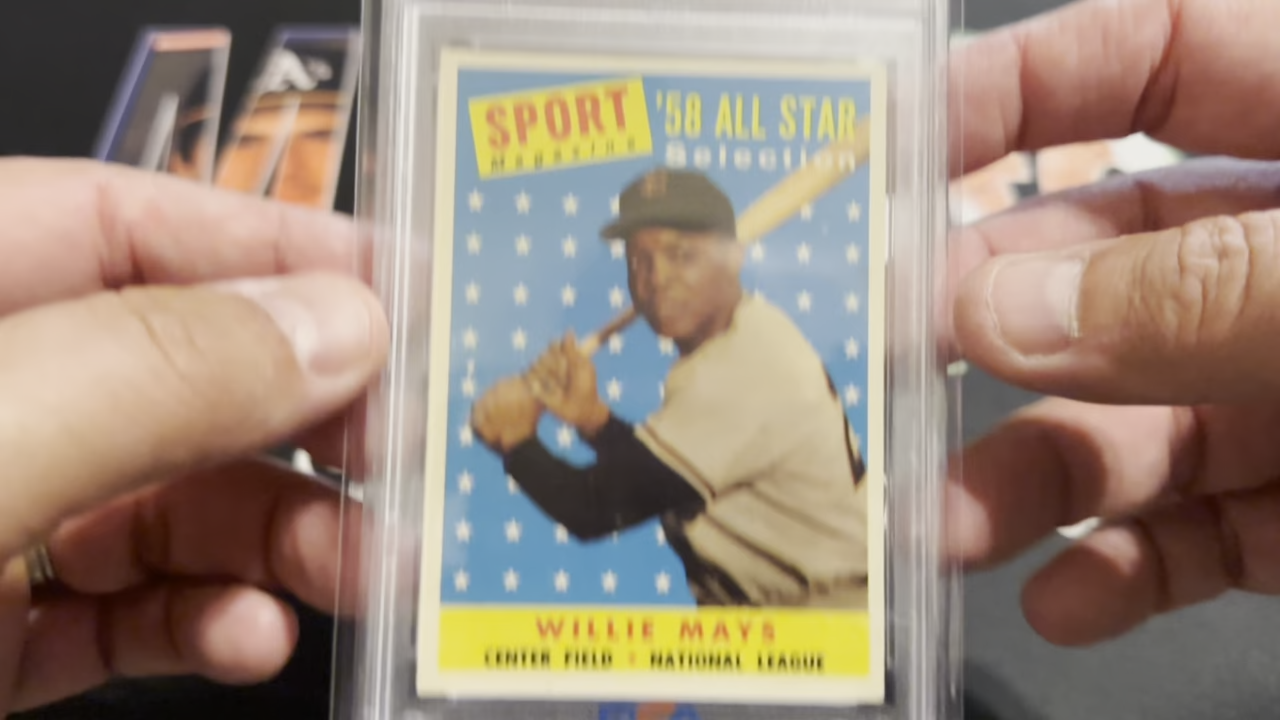 SPORT
MAGAZINE
'58 ALL STAR
Selection
WILLIE MAYS
CENTER FIELD NATIONAL LEAGUE
A's